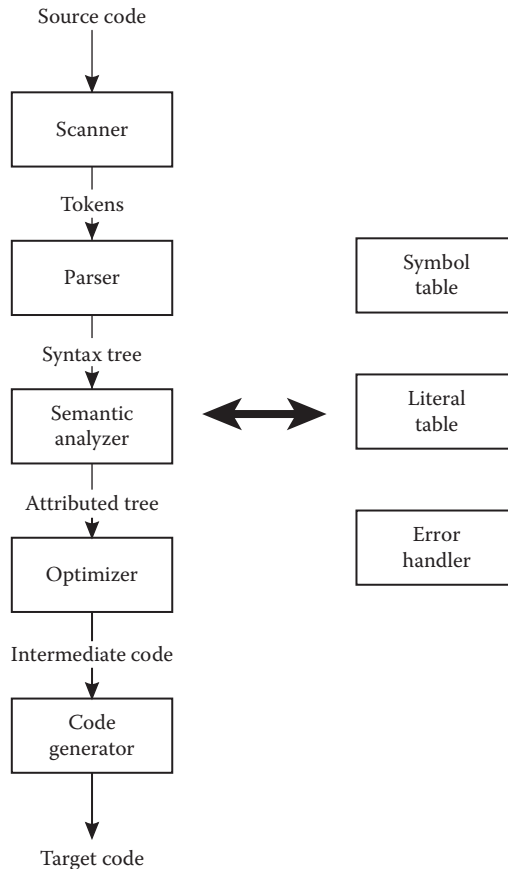 Source code
Scanner
Tokens
Parser
Syntax tree
Semantic
analyzer
Attributed tree
Optimizer
Intermediate code
Code
generator
Target code
Symbol
table
Literal
table
Error
handler